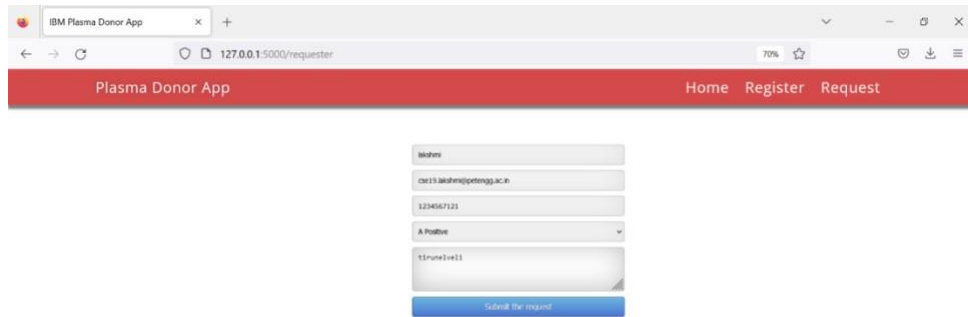 IBM Plasma Donor App
127.0.0.1:5000/requester
70%
Plasma Donor App Home Register Request
lakshmi
cse19.lakshmi@petengg.ac.in
1234567121
A Positive
tirunelveli
Submit the request